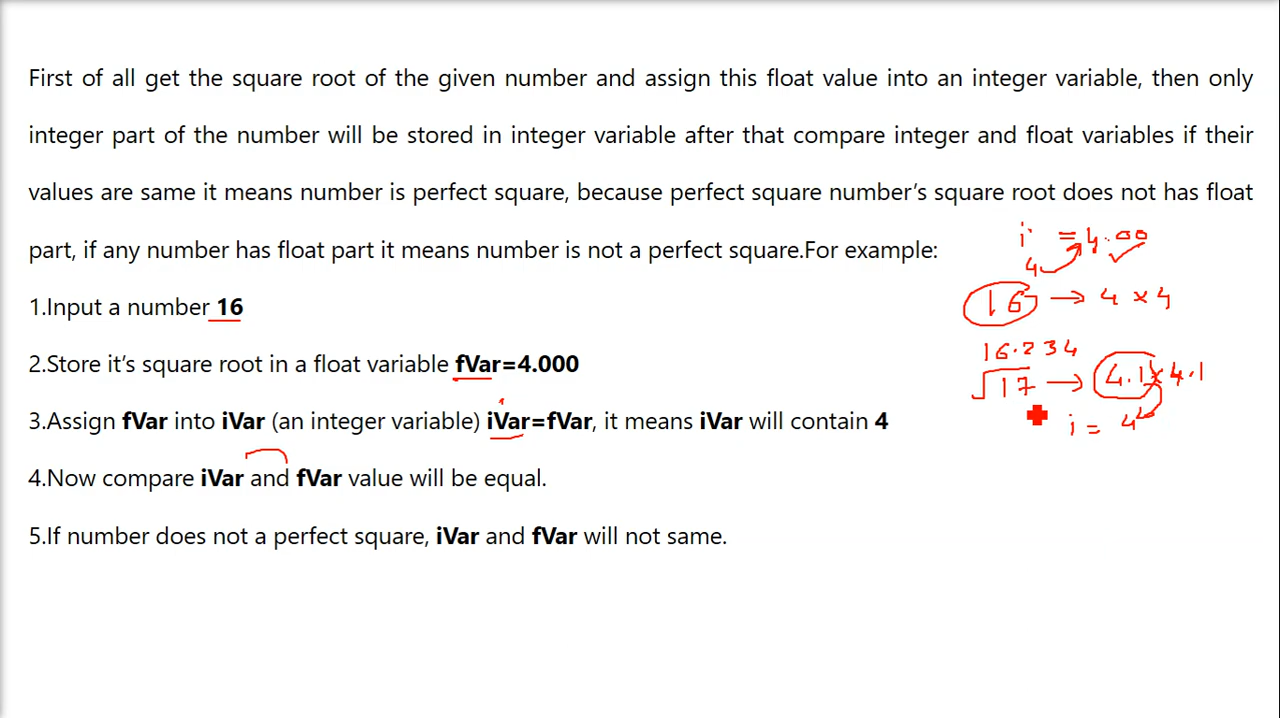 First of all get the square root of the given number and assign this float value into an integer variable, then only
integer part of the number will be stored in integer variable after that compare integer and float variables if their
values are same it means number is perfect square, because perfect square number's square root does not has float
part, if any number has float part it means number is not a perfect square.For example:
i = 4.00
4
1.Input a number 16
16 → 4 × 4
16.234
2.Store it's square root in a float variable fVar=4.000
√17 → 4.1 × 4.1
3.Assign fVar into iVar (an integer variable) iVar=fVar, it means iVar will contain 4
i = 4
4.Now compare iVar and fVar value will be equal.
5.If number does not a perfect square, iVar and fVar will not same.